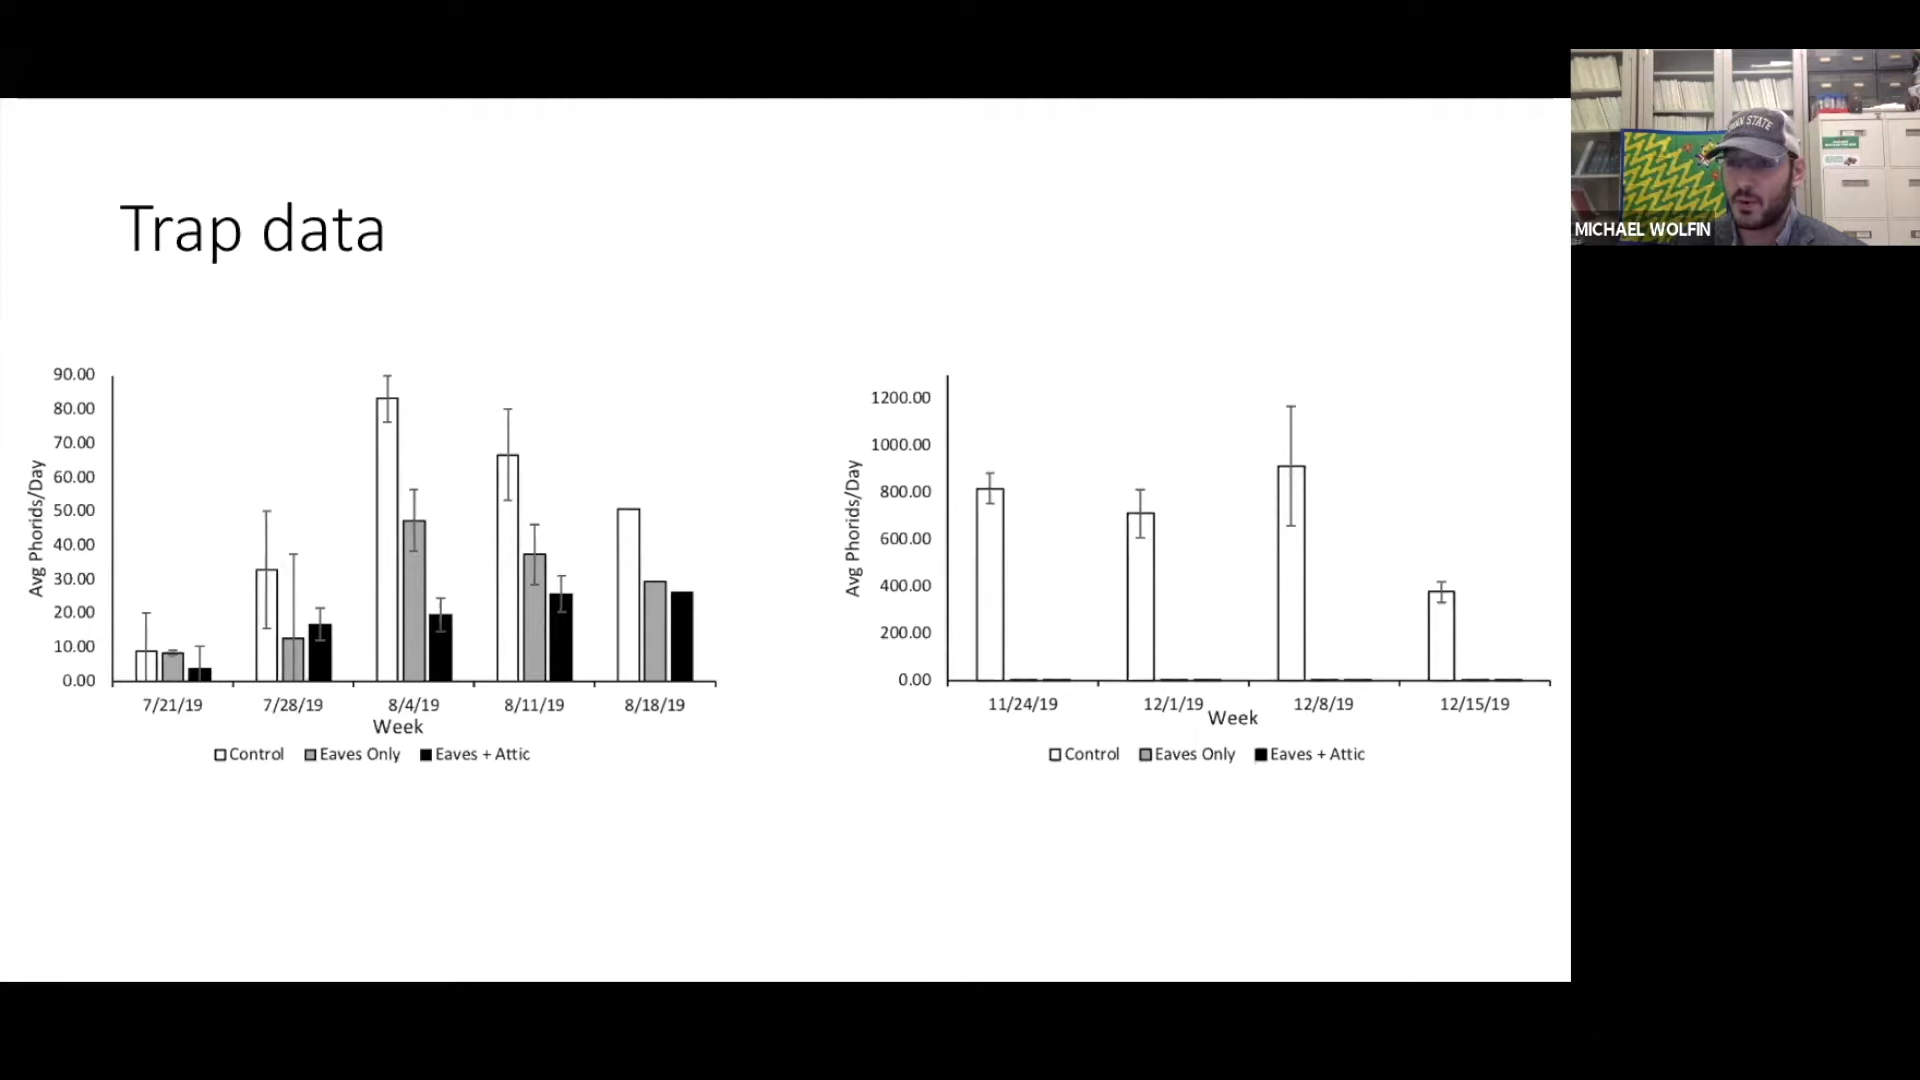 Trap data
90.00
80.00
70.00
60.00
50.00
40.00
30.00
20.00
10.00
0.00
Avg Phorids/Day
7/21/19 7/28/19 8/4/19 8/11/19 8/18/19
Week
Control Eaves Only Eaves + Attic
1200.00
1000.00
800.00
600.00
400.00
200.00
0.00
Avg Phorids/Day
11/24/19 12/1/19 12/8/19 12/15/19
Week
Control Eaves Only Eaves + Attic
STATE
MICHAEL WOLFIN